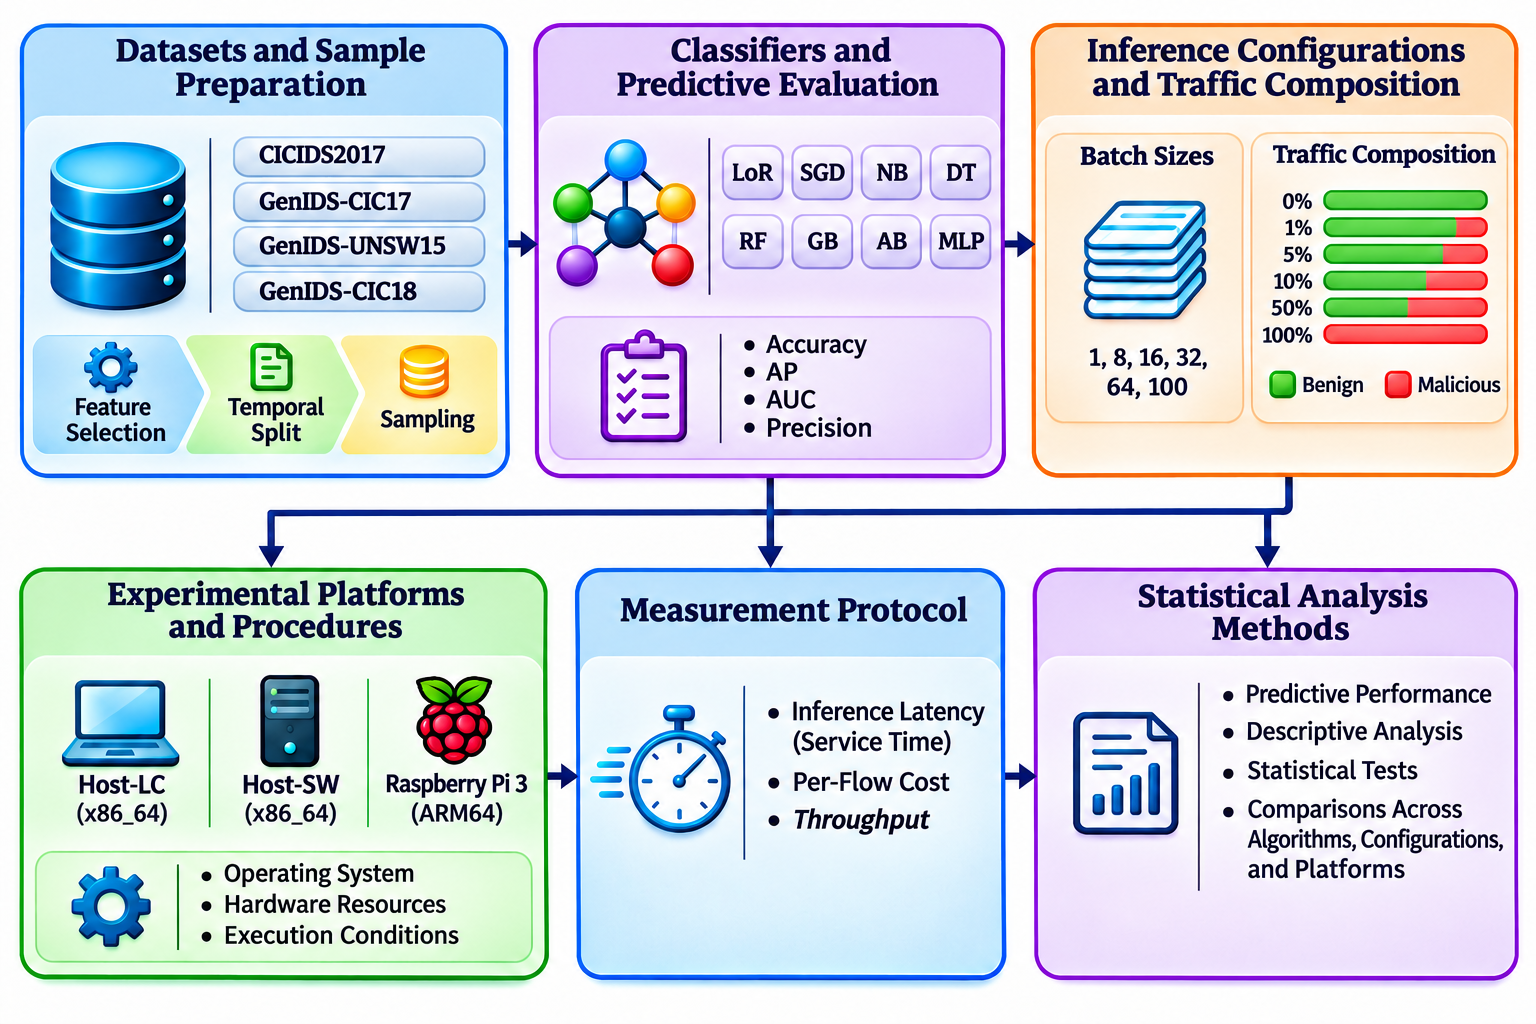 Datasets and Sample
Preparation
CICIDS2017
GenIDS-CIC17
GenIDS-UNSW15
GenIDS-CIC18
Feature
Selection
Temporal
Split
Sampling
Classifiers and
Predictive Evaluation
LoR
SGD
NB
DT
RF
GB
AB
MLP
• Accuracy
• AP
• AUC
• Precision
Inference Configurations
and Traffic Composition
Batch Sizes
1, 8, 16, 32,
64, 100
Traffic Composition
0%
1%
5%
10%
50%
100%
Benign
Malicious
Experimental Platforms
and Procedures
Host-LC
(x86_64)
Host-SW
(x86_64)
Raspberry Pi 3
(ARM64)
• Operating System
• Hardware Resources
• Execution Conditions
Measurement Protocol
• Inference Latency
(Service Time)
• Per-Flow Cost
• Throughput
Statistical Analysis
Methods
• Predictive Performance
• Descriptive Analysis
• Statistical Tests
• Comparisons Across
Algorithms, Configurations,
and Platforms